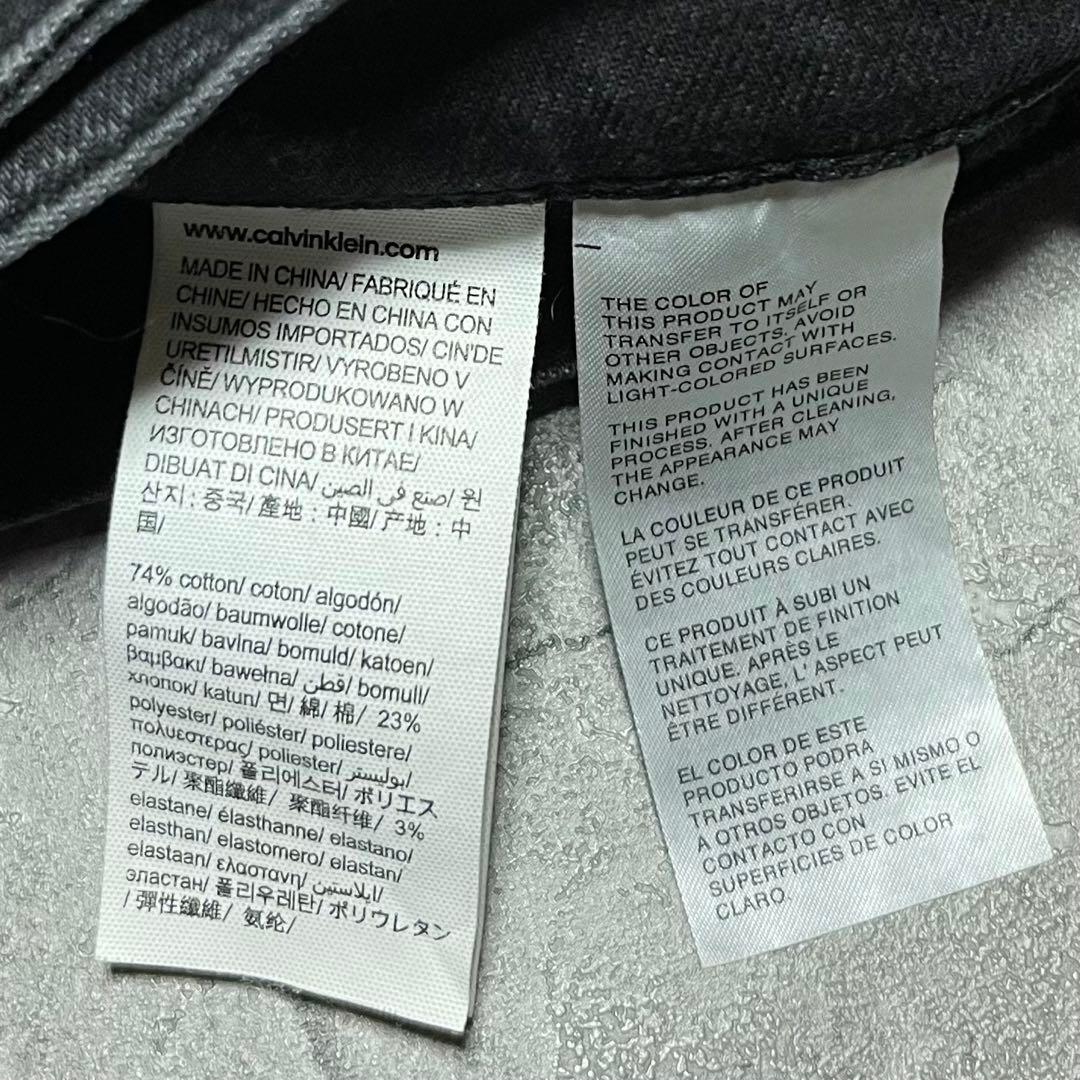 www.calvinklein.com
MADE IN CHINA/ FABRIQUÉ EN
CHINE/ HECHO EN CHINA CON
INSUMOS IMPORTADOS/ CIN'DE
URETILMISTIR/ VYROBENO V
ČÍNĚ/ WYPRODUKOWANO W
CHINACH/ PRODUSERT I KINA/
ИЗГОТОВЛЕНО В КИТАЕ/
DIBUAT DI CINA/ صنع في الصين/ 원
산지 : 중국/ 產地 : 中國/ 产地 : 中
国/
74% cotton/ coton/ algodón/
algodão/ baumwolle/ cotone/
pamuk/ bavlna/ bomuld/ katoen/
βαμβακι/ bawełna/ قطن/ bomull/
хлопок/ katun/ 면/ 綿/ 棉/ 23%
polyester/ poliéster/ poliestere/
πολυεστερας/ poliester/ بوليستر/
полиэстер/ 폴리에스터/ ポリエス
テル/ 聚酯纖維/ 聚酯纤维/ 3%
elastane/ élasthanne/ elastano/
elasthan/ elastomero/ elastan/
elastaan/ ελαστανη/ ايلاستين/
эластан/ 폴리우레탄/ ポリウレタン
/ 彈性纖維/ 氨纶/
THE COLOR OF
THIS PRODUCT MAY
TRANSFER TO ITSELF OR
OTHER OBJECTS. AVOID
MAKING CONTACT WITH
LIGHT-COLORED SURFACES.
THIS PRODUCT HAS BEEN
FINISHED WITH A UNIQUE
PROCESS. AFTER CLEANING,
THE APPEARANCE MAY
CHANGE.
LA COULEUR DE CE PRODUIT
PEUT SE TRANSFÉRER.
ÉVITEZ TOUT CONTACT AVEC
DES COULEURS CLAIRES.
CE PRODUIT À SUBI UN
TRAITEMENT DE FINITION
UNIQUE. APRÈS LE
NETTOYAGE, L' ASPECT PEUT
ÊTRE DIFFÉRENT.
EL COLOR DE ESTE
PRODUCTO PODRA
TRANSFERIRSE A SI MISMO O
A OTROS OBJETOS. EVITE EL
CONTACTO CON
SUPERFICIES DE COLOR
CLARO.